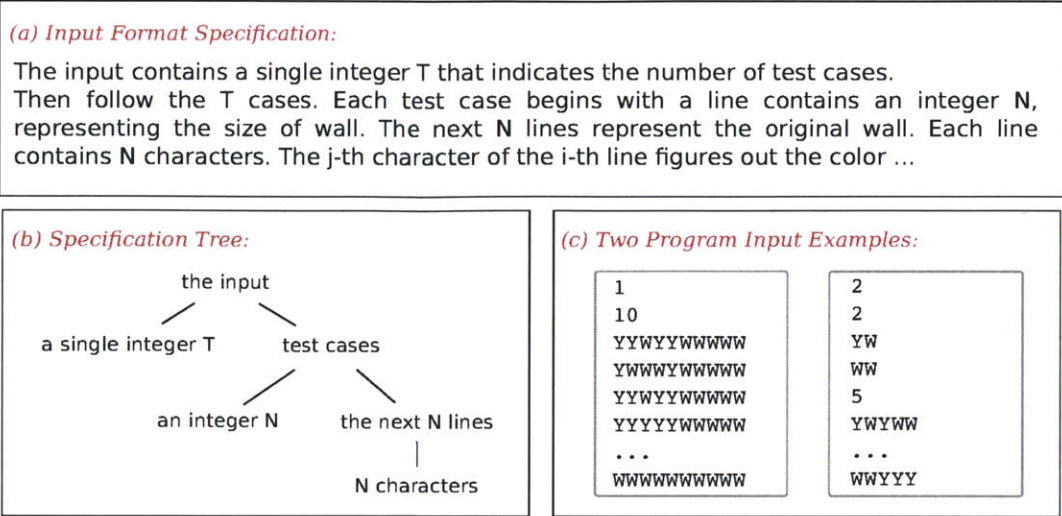 (a) Input Format Specification:
The input contains a single integer T that indicates the number of test cases.
Then follow the T cases. Each test case begins with a line contains an integer N,
representing the size of wall. The next N lines represent the original wall. Each line
contains N characters. The j-th character of the i-th line figures out the color ...
(b) Specification Tree:
the input
a single integer T
test cases
an integer N
the next N lines
N characters
(c) Two Program Input Examples:
1
10
YYWYYWWWWW
YWWWYWWWWW
YYWYYWWWWW
YYYYYWWWWW
...
WWWWWWWWWW
2
2
YW
WW
5
YWYWW
...
WWYYY